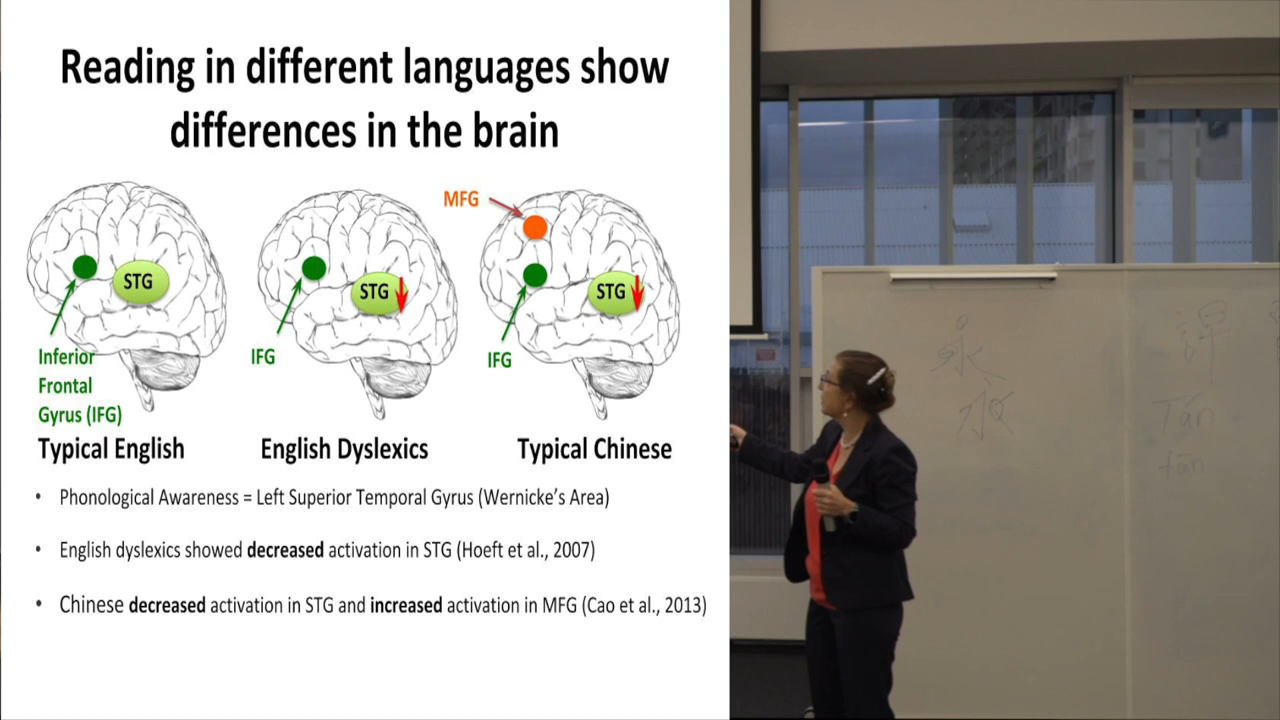 Reading in different languages show
differences in the brain
MFG
STG
STG
STG
Inferior
Frontal
Gyrus (IFG)
IFG
IFG
Typical English
English Dyslexics
Typical Chinese
• Phonological Awareness = Left Superior Temporal Gyrus (Wernicke's Area)
• English dyslexics showed decreased activation in STG (Hoeft et al., 2007)
• Chinese decreased activation in STG and increased activation in MFG (Cao et al., 2013)
永
Tán
tán